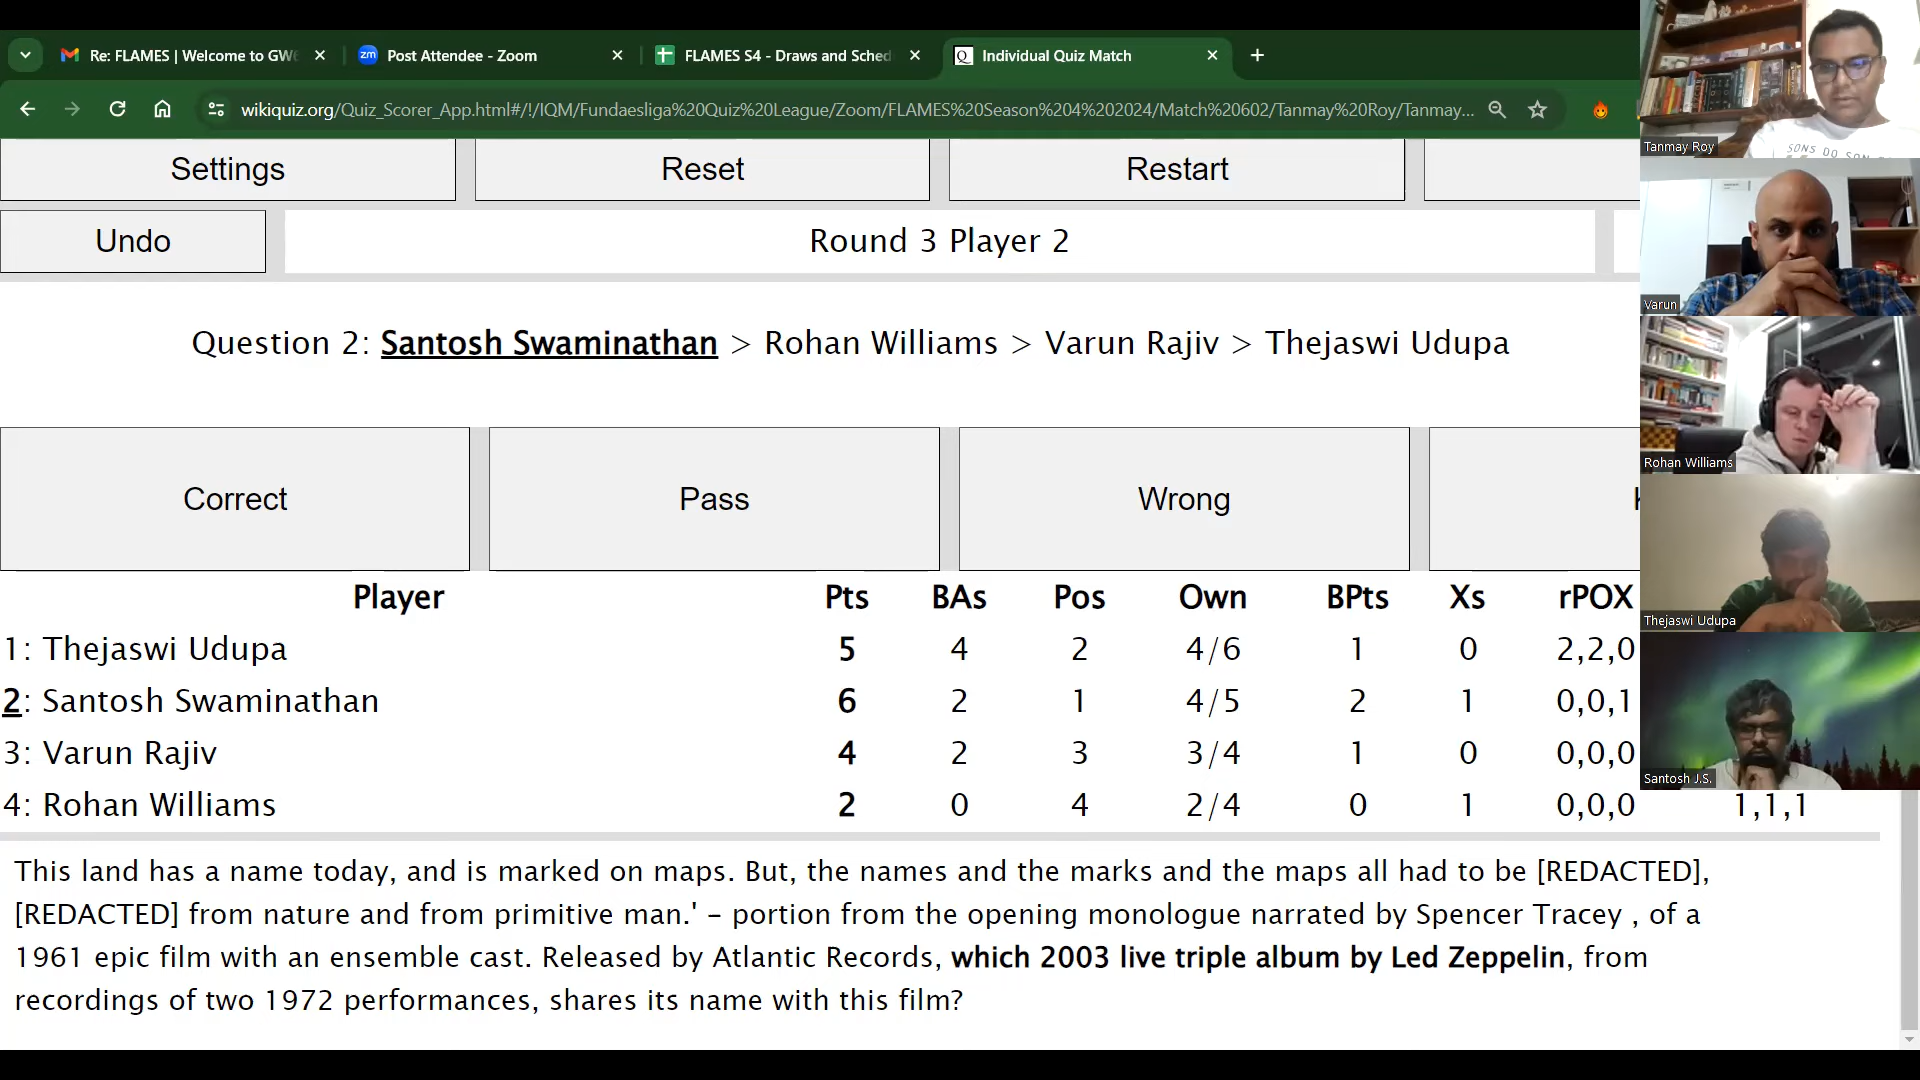 Re: FLAMES | Welcome to GW
Post Attendee - Zoom
FLAMES S4 - Draws and Sched
Individual Quiz Match
wikiquiz.org/Quiz_Scorer_App.html#/!/IQM/Fundaesliga%20Quiz%20League/Zoom/FLAMES%20Season%204%202024/Match%20602/Tanmay%20Roy/Tanmay...
Settings
Reset
Restart
Undo
Round 3 Player 2
Question 2: Santosh Swaminathan > Rohan Williams > Varun Rajiv > Thejaswi Udupa
Correct
Pass
Wrong
Player Pts BAs Pos Own BPts Xs rPOX
1: Thejaswi Udupa 5 4 2 4/6 1 0 2,2,0
2: Santosh Swaminathan 6 2 1 4/5 2 1 0,0,1
3: Varun Rajiv 4 2 3 3/4 1 0 0,0,0
4: Rohan Williams 2 0 4 2/4 0 1 0,0,0 1,1,1
This land has a name today, and is marked on maps. But, the names and the marks and the maps all had to be [REDACTED],
[REDACTED] from nature and from primitive man.' – portion from the opening monologue narrated by Spencer Tracey , of a
1961 epic film with an ensemble cast. Released by Atlantic Records, which 2003 live triple album by Led Zeppelin, from
recordings of two 1972 performances, shares its name with this film?
SONS DO SON
Tanmay Roy
Varun
Rohan Williams
Thejaswi Udupa
Santosh J.S.